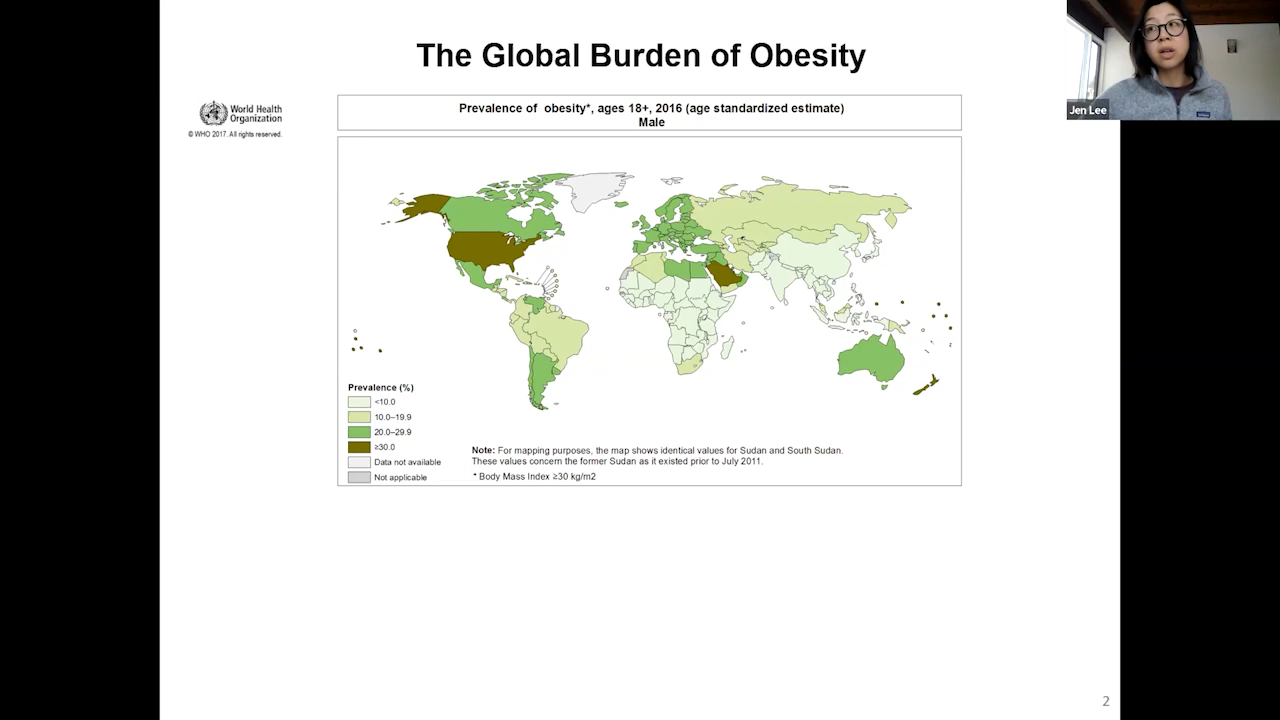 The Global Burden of Obesity
World Health
Organization
© WHO 2017. All rights reserved.
Prevalence of obesity*, ages 18+, 2016 (age standardized estimate)
Male
Jen Lee
Prevalence (%)
<10.0
10.0–19.9
20.0–29.9
≥30.0
Data not available
Not applicable
Note: For mapping purposes, the map shows identical values for Sudan and South Sudan.
These values concern the former Sudan as it existed prior to July 2011.
* Body Mass Index ≥30 kg/m2
2